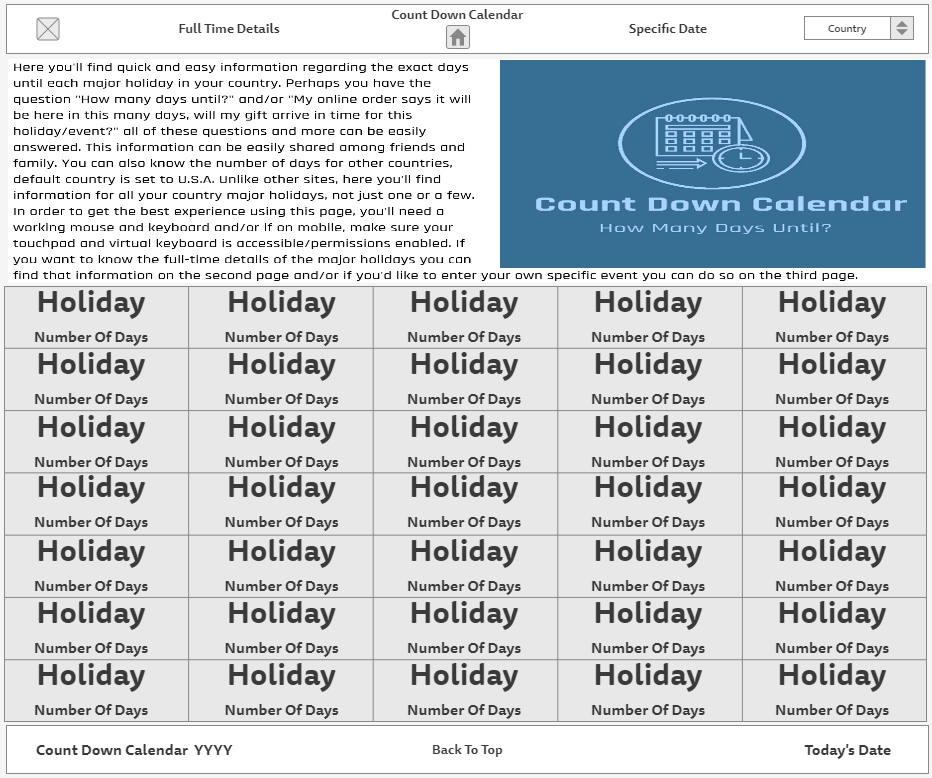 Count Down Calendar
Full Time Details
Specific Date
Country
Here you'll find quick and easy information regarding the exact days
until each major holiday in your country. Perhaps you have the
question "How many days until?" and/or "My online order says it will
be here in this many days, will my gift arrive in time for this
holiday/event?" all of these questions and more can be easily
answered. This information can be easily shared among friends and
family. You can also know the number of days for other countries,
default country is set to U.S.A. Unlike other sites, here you'll find
information for all your country major holidays, not just one or a few.
In order to get the best experience using this page, you'll need a
working mouse and keyboard and/or if on mobile, make sure your
touchpad and virtual keyboard is accessible/permissions enabled. If
you want to know the full-time details of the major holidays you can
find that information on the second page and/or if you'd like to enter your own specific event you can do so on the third page.
Count Down Calendar
How Many Days Until?
Holiday Holiday Holiday Holiday Holiday
Number Of Days Number Of Days Number Of Days Number Of Days Number Of Days
Holiday Holiday Holiday Holiday Holiday
Number Of Days Number Of Days Number Of Days Number Of Days Number Of Days
Holiday Holiday Holiday Holiday Holiday
Number Of Days Number Of Days Number Of Days Number Of Days Number Of Days
Holiday Holiday Holiday Holiday Holiday
Number Of Days Number Of Days Number Of Days Number Of Days Number Of Days
Holiday Holiday Holiday Holiday Holiday
Number Of Days Number Of Days Number Of Days Number Of Days Number Of Days
Holiday Holiday Holiday Holiday Holiday
Number Of Days Number Of Days Number Of Days Number Of Days Number Of Days
Holiday Holiday Holiday Holiday Holiday
Number Of Days Number Of Days Number Of Days Number Of Days Number Of Days
Count Down Calendar YYYY
Back To Top
Today's Date